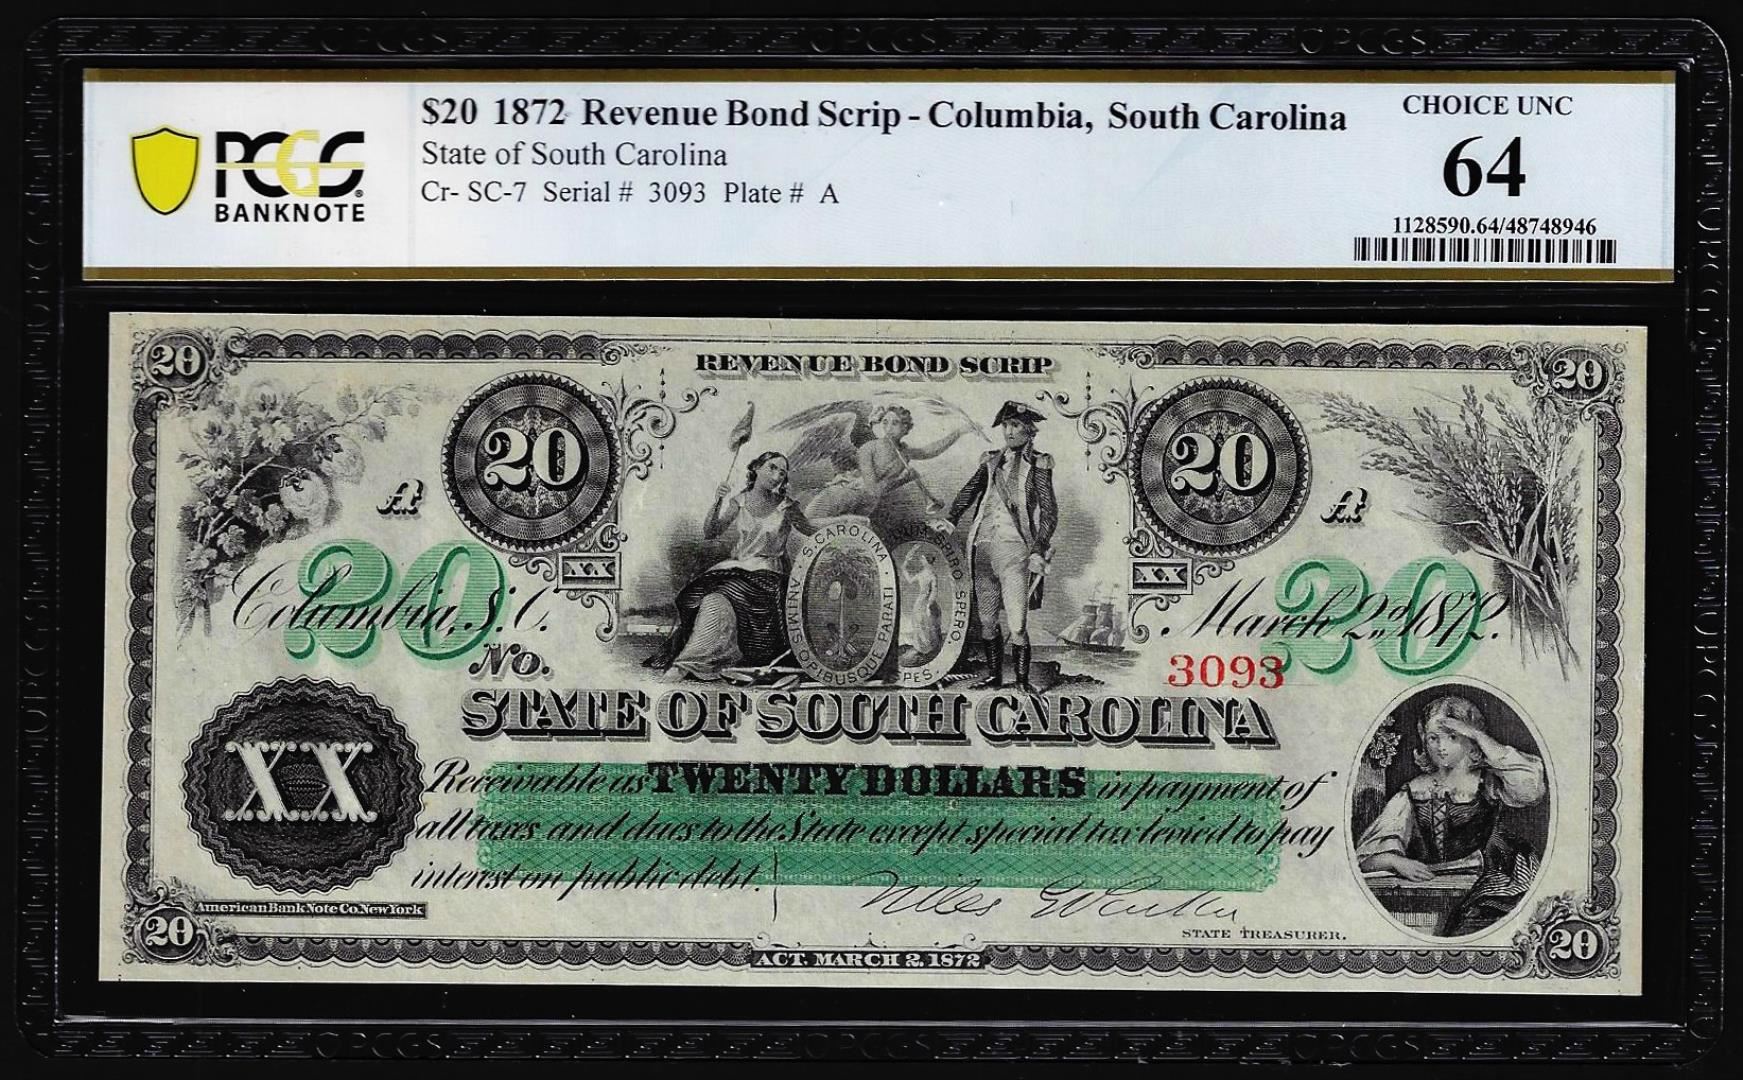 $20 1872 Revenue Bond Scrip - Columbia, South Carolina
State of South Carolina
Cr- SC-7 Serial # 3093 Plate # A
PCGS
BANKNOTE
CHOICE UNC
64
1128590.64/48748946
REVENUE BOND SCRIP
20 20
20 20
A A
S. CAROLINA
ANIMIS OPIBUSQUE PARATI
DUM SPIRO SPERO.
SPES.
XX XX
20 20
Columbia, S.C. March 2nd 1872.
No. 3093
STATE OF SOUTH CAROLINA
XX
Receivable as TWENTY DOLLARS in payment of
all taxes and dues to the State except special tax levied to pay
interest on public debt.
Niles G Parker
STATE TREASURER.
American Bank Note Co. New York
20 20
ACT. MARCH 2, 1872